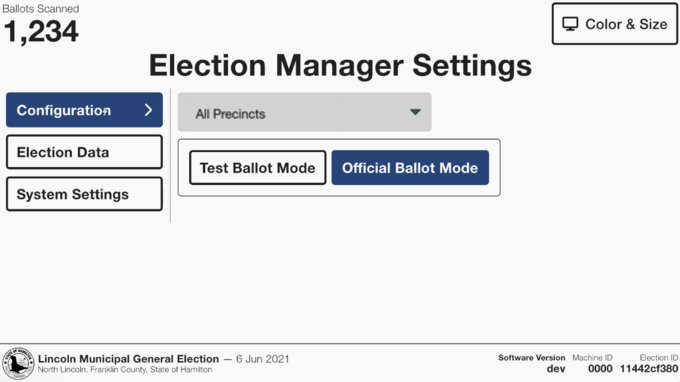 Ballots Scanned
1,234
Color & Size
Election Manager Settings
Configuration
All Precincts
Election Data
Test Ballot Mode
Official Ballot Mode
System Settings
Lincoln Municipal General Election — 6 Jun 2021
North Lincoln, Franklin County, State of Hamilton
Software Version
dev
Machine ID
0000
Election ID
11442cf380